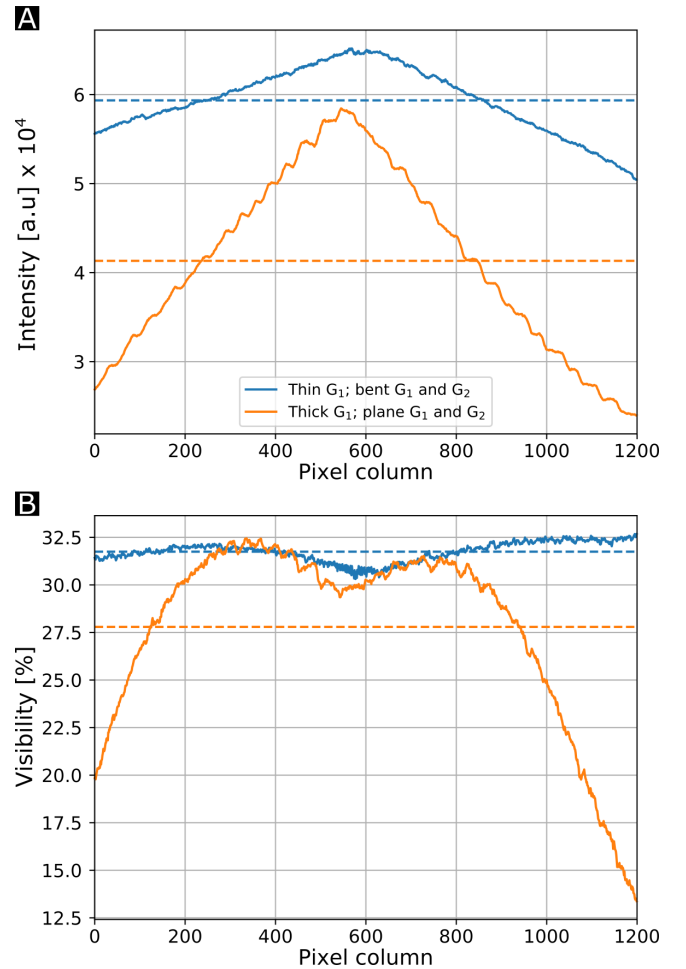 A
Intensity [a.u] x 10⁴
6
5
4
3
Thin G₁; bent G₁ and G₂
Thick G₁; plane G₁ and G₂
0 200 400 600 800 1000 1200
Pixel column
B
Visibility [%]
32.5
30.0
27.5
25.0
22.5
20.0
17.5
15.0
12.5
0 200 400 600 800 1000 1200
Pixel column